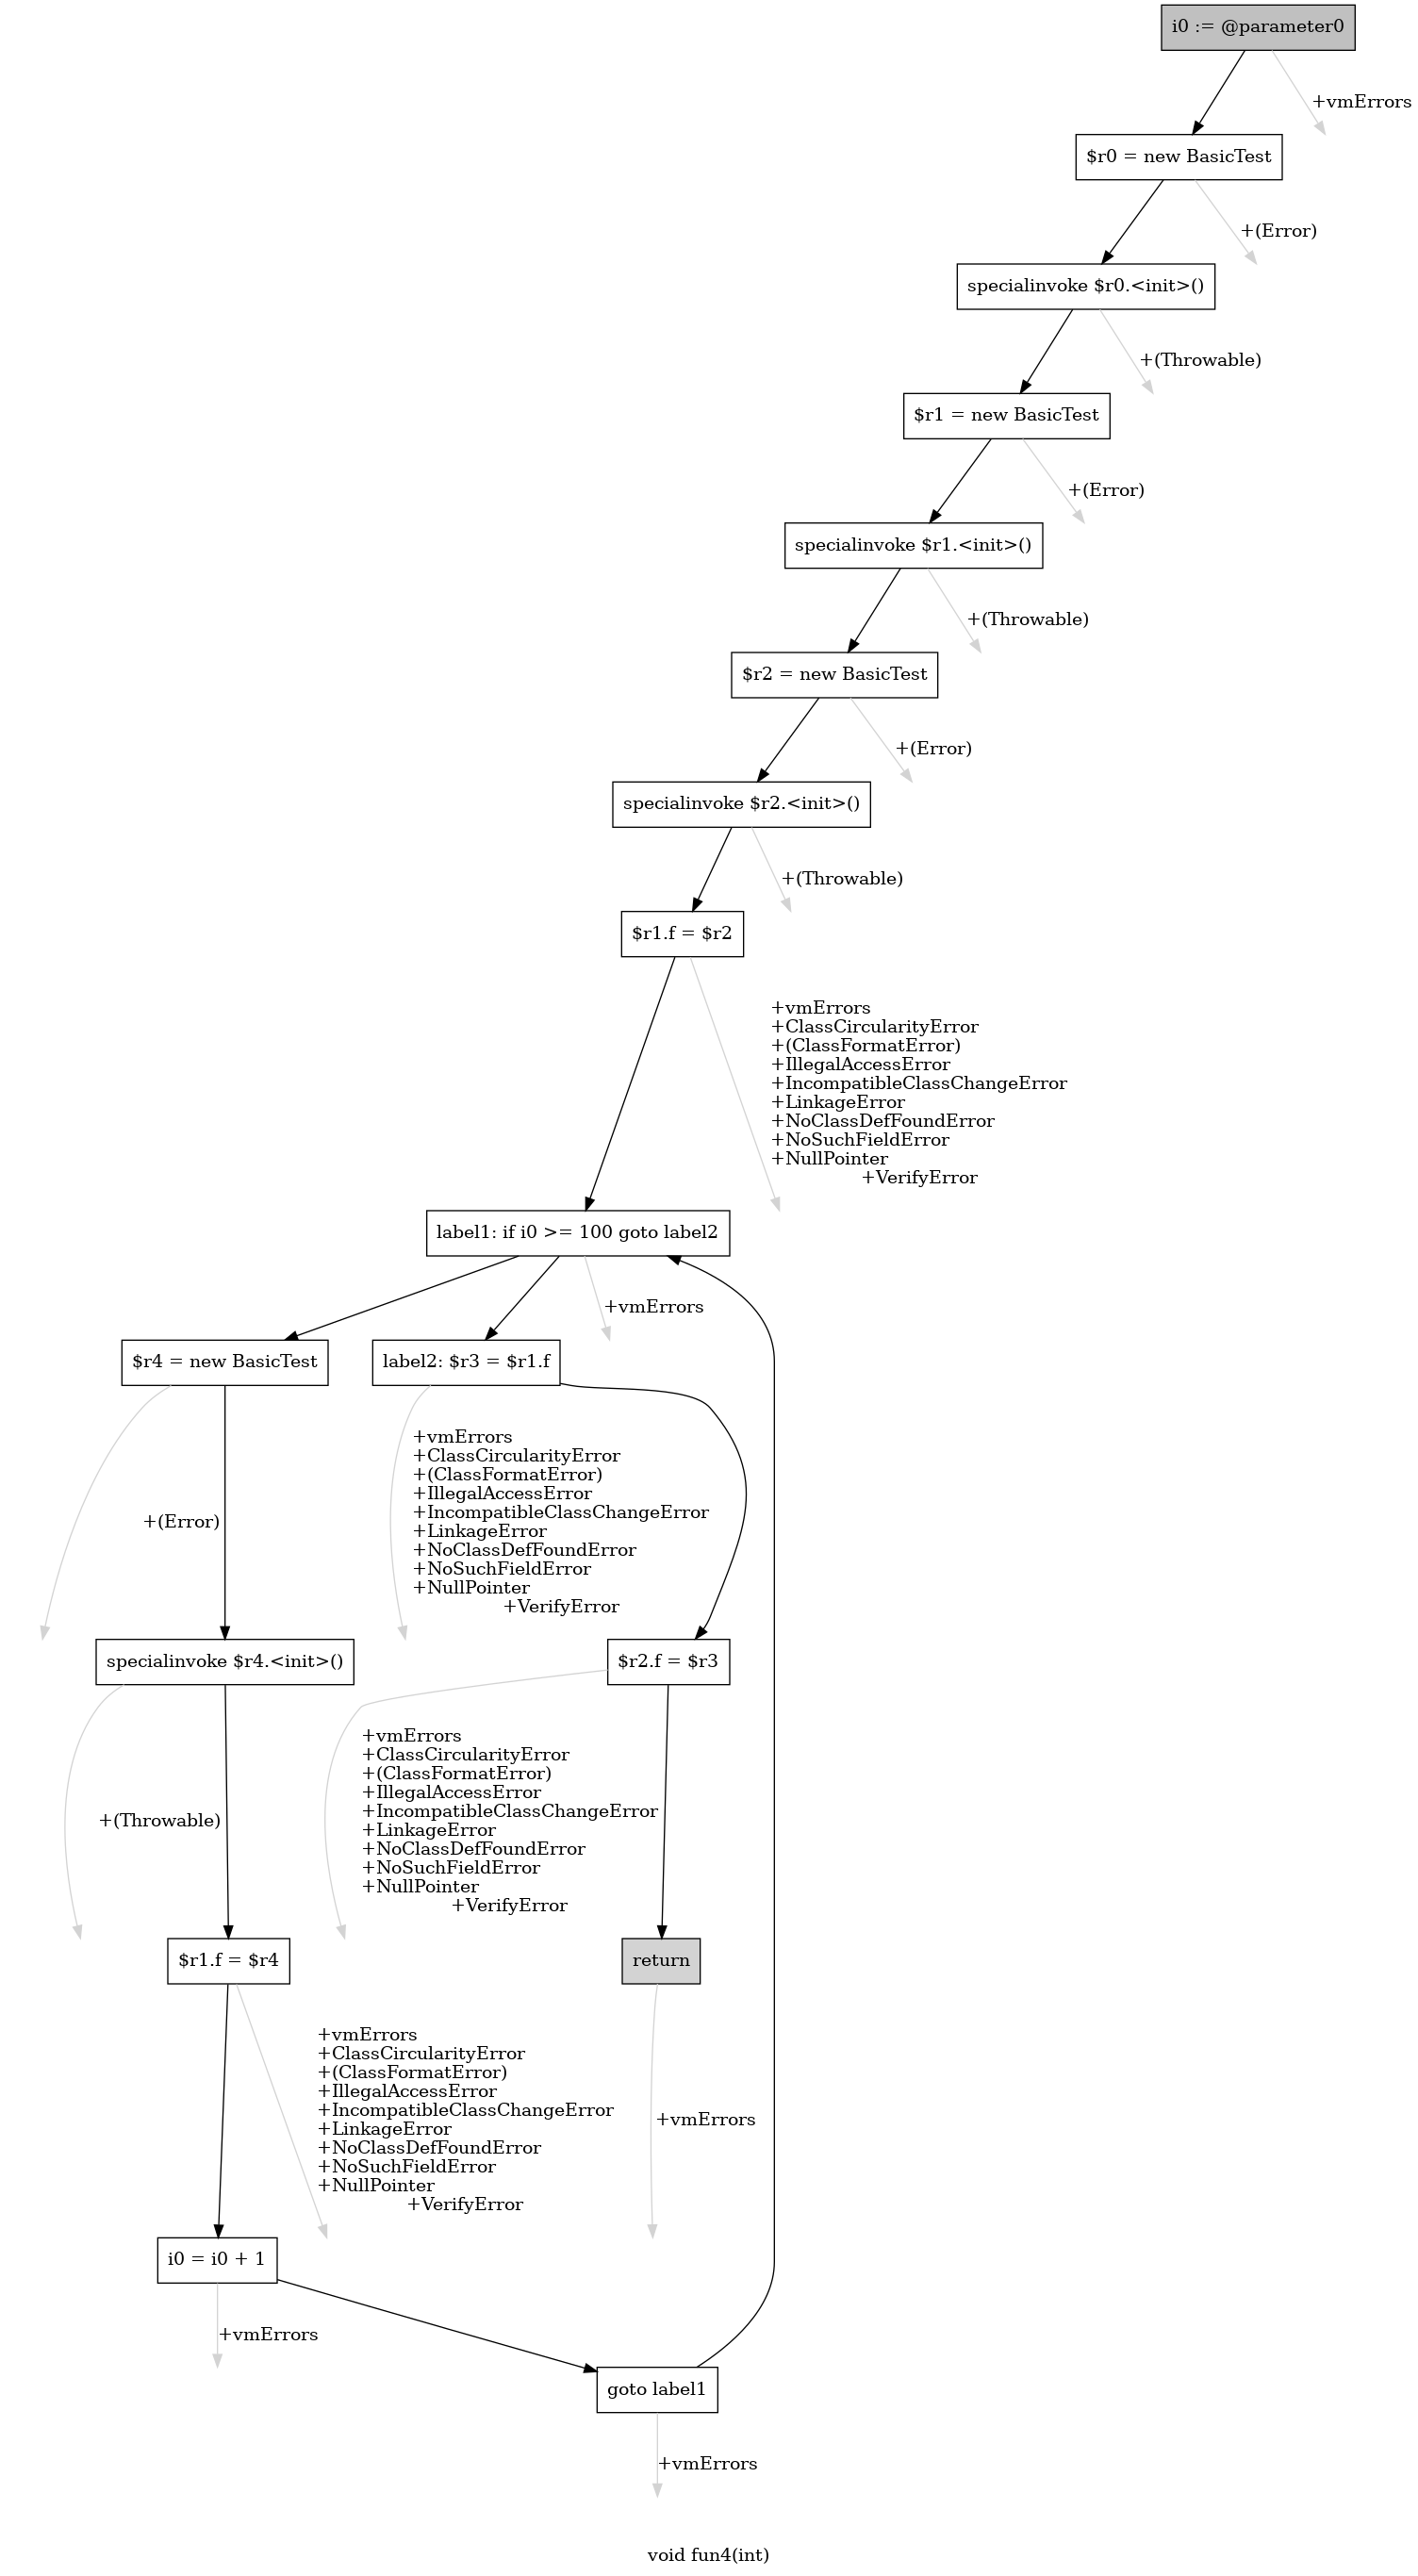 i0 := @parameter0
+vmErrors
$r0 = new BasicTest
+(Error)
specialinvoke $r0.<init>()
+(Throwable)
$r1 = new BasicTest
+(Error)
specialinvoke $r1.<init>()
+(Throwable)
$r2 = new BasicTest
+(Error)
specialinvoke $r2.<init>()
+(Throwable)
$r1.f = $r2
+vmErrors
+ClassCircularityError
+(ClassFormatError)
+IllegalAccessError
+IncompatibleClassChangeError
+LinkageError
+NoClassDefFoundError
+NoSuchFieldError
+NullPointer
+VerifyError
label1: if i0 >= 100 goto label2
+vmErrors
$r4 = new BasicTest
label2: $r3 = $r1.f
+(Error)
+vmErrors
+ClassCircularityError
+(ClassFormatError)
+IllegalAccessError
+IncompatibleClassChangeError
+LinkageError
+NoClassDefFoundError
+NoSuchFieldError
+NullPointer
+VerifyError
specialinvoke $r4.<init>()
$r2.f = $r3
+(Throwable)
+vmErrors
+ClassCircularityError
+(ClassFormatError)
+IllegalAccessError
+IncompatibleClassChangeError
+LinkageError
+NoClassDefFoundError
+NoSuchFieldError
+NullPointer
+VerifyError
$r1.f = $r4
return
+vmErrors
+ClassCircularityError
+(ClassFormatError)
+IllegalAccessError
+IncompatibleClassChangeError
+LinkageError
+NoClassDefFoundError
+NoSuchFieldError
+NullPointer
+VerifyError
+vmErrors
i0 = i0 + 1
+vmErrors
goto label1
+vmErrors
void fun4(int)